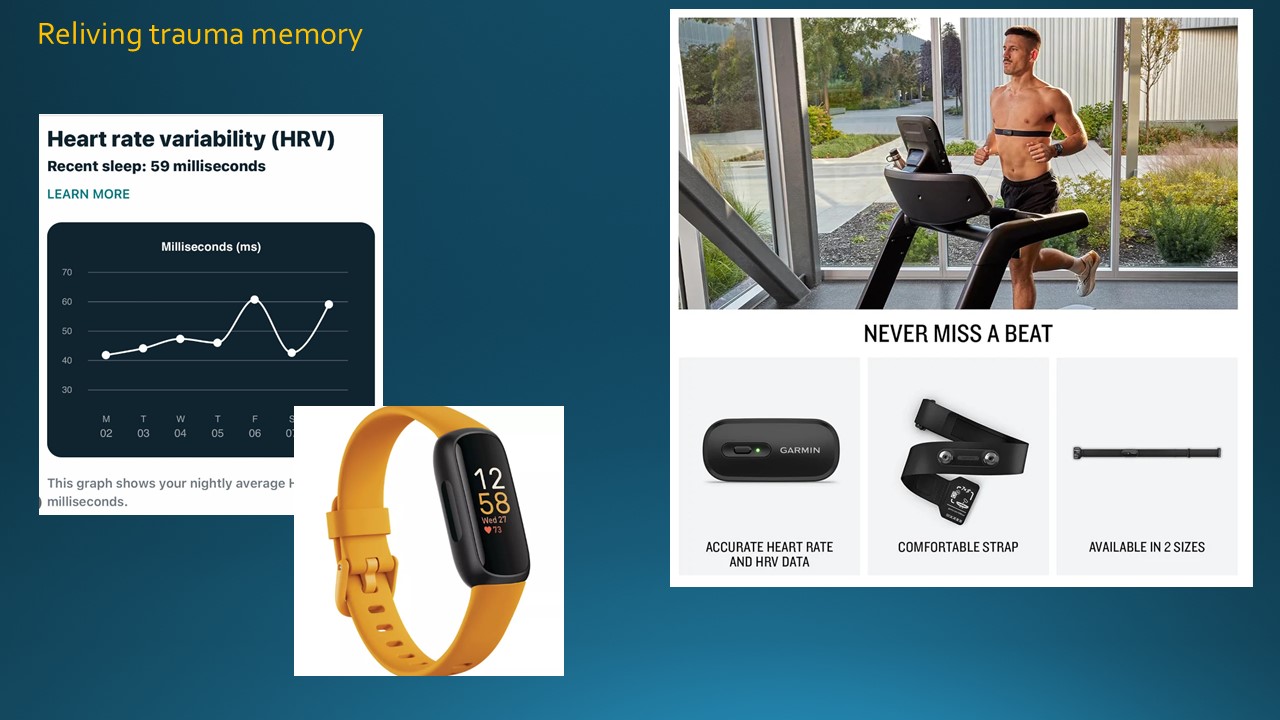 Reliving trauma memory
Heart rate variability (HRV)
Recent sleep: 59 milliseconds
LEARN MORE
Milliseconds (ms)
70
60
50
40
30
M T W T F S
02 03 04 05 06
This graph shows your nightly average
milliseconds.
12
58
Wed 27
73
NEVER MISS A BEAT
GARMIN
ACCURATE HEART RATE
AND HRV DATA
COMFORTABLE STRAP
AVAILABLE IN 2 SIZES